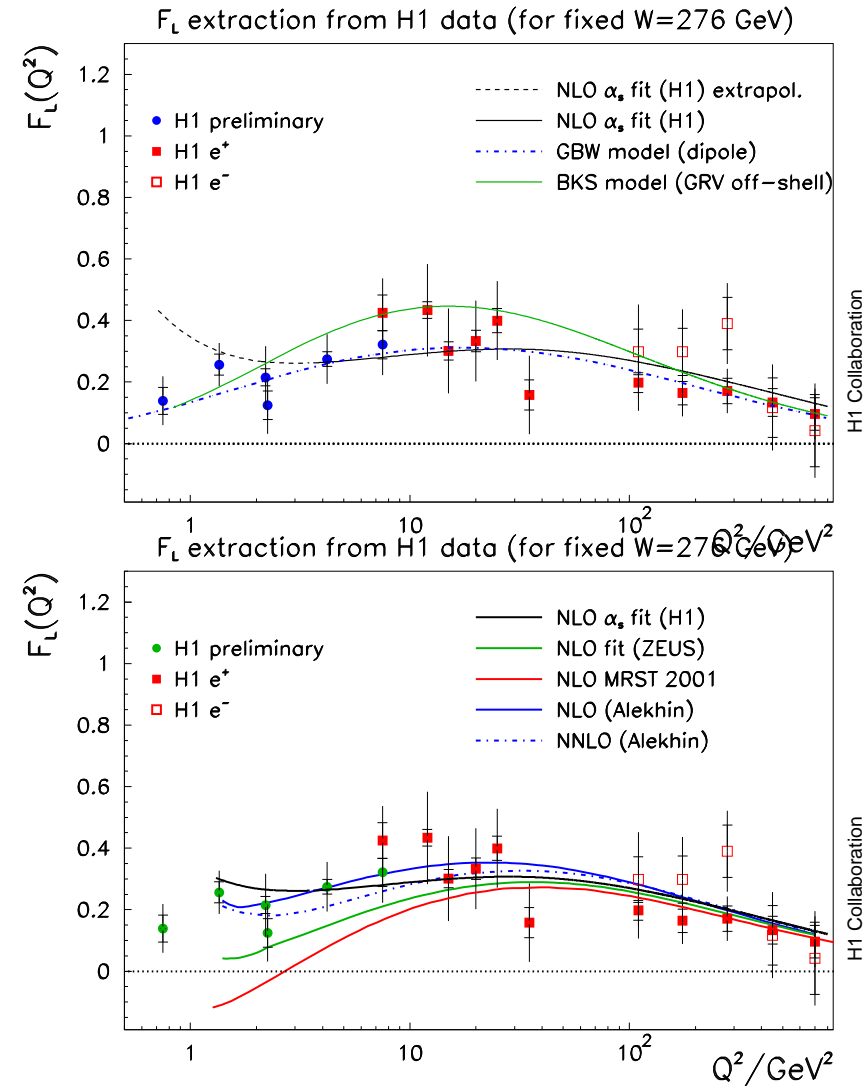 F_L extraction from H1 data (for fixed W=276 GeV)
F_L(Q²)
1.2
1
0.8
0.6
0.4
0.2
0
H1 preliminary
H1 e⁺
H1 e⁻
NLO α_s fit (H1) extrapol.
NLO α_s fit (H1)
GBW model (dipole)
BKS model (GRV off-shell)
1
10
10²
Q²/GeV²
H1 Collaboration
F_L extraction from H1 data (for fixed W=276 GeV)
F_L(Q²)
1.2
1
0.8
0.6
0.4
0.2
0
H1 preliminary
H1 e⁺
H1 e⁻
NLO α_s fit (H1)
NLO fit (ZEUS)
NLO MRST 2001
NLO (Alekhin)
NNLO (Alekhin)
1
10
10²
Q²/GeV²
H1 Collaboration